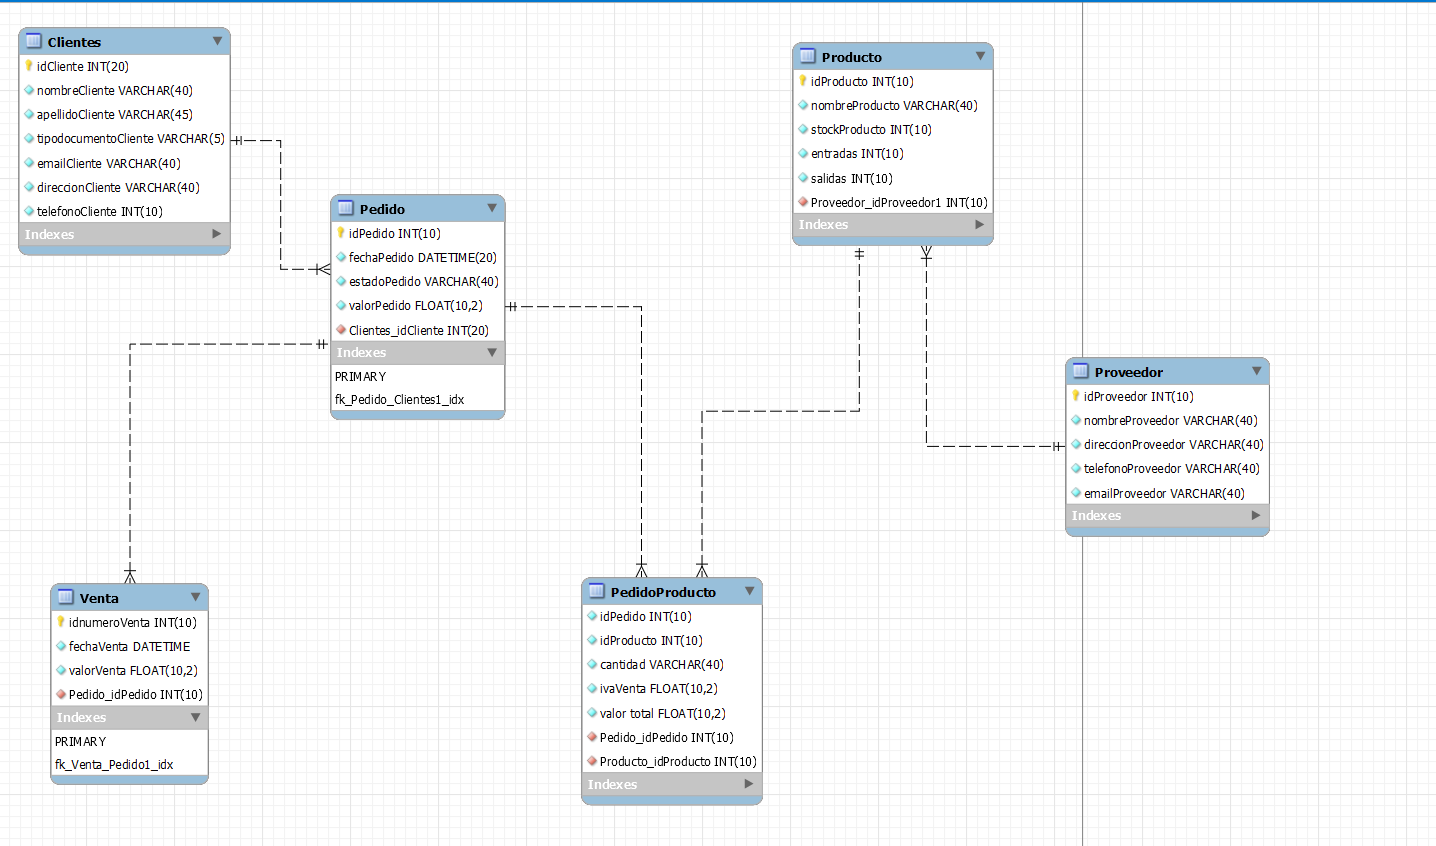 Clientes
idCliente INT(20)
nombreCliente VARCHAR(40)
apellidoCliente VARCHAR(45)
tipodocumentoCliente VARCHAR(5)
emailCliente VARCHAR(40)
direccionCliente VARCHAR(40)
telefonoCliente INT(10)
Indexes
Pedido
idPedido INT(10)
fechaPedido DATETIME(20)
estadoPedido VARCHAR(40)
valorPedido FLOAT(10,2)
Clientes_idCliente INT(20)
Indexes
PRIMARY
fk_Pedido_Clientes1_idx
Producto
idProducto INT(10)
nombreProducto VARCHAR(40)
stockProducto INT(10)
entradas INT(10)
salidas INT(10)
Proveedor_idProveedor1 INT(10)
Indexes
Proveedor
idProveedor INT(10)
nombreProveedor VARCHAR(40)
direccionProveedor VARCHAR(40)
telefonoProveedor VARCHAR(40)
emailProveedor VARCHAR(40)
Indexes
Venta
idnumeroVenta INT(10)
fechaVenta DATETIME
valorVenta FLOAT(10,2)
Pedido_idPedido INT(10)
Indexes
PRIMARY
fk_Venta_Pedido1_idx
PedidoProducto
idPedido INT(10)
idProducto INT(10)
cantidad VARCHAR(40)
ivaVenta FLOAT(10,2)
valor total FLOAT(10,2)
Pedido_idPedido INT(10)
Producto_idProducto INT(10)
Indexes